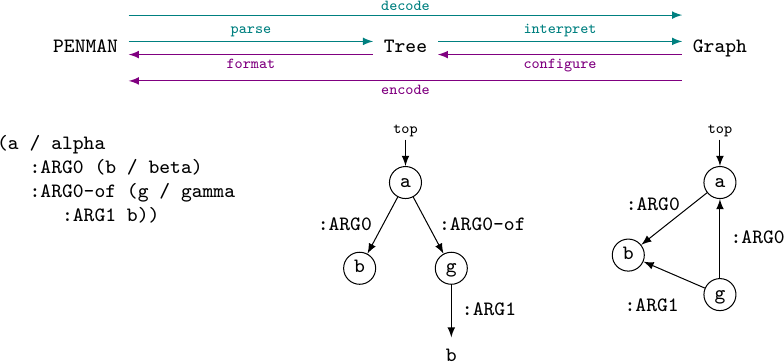 decode
parse
interpret
PENMAN
Tree
Graph
format
configure
encode
(a / alpha
:ARG0 (b / beta)
:ARG0-of (g / gamma
:ARG1 b))
top
a
:ARG0
:ARG0-of
b
g
:ARG1
b
top
a
:ARG0
:ARG0
b
g
:ARG1